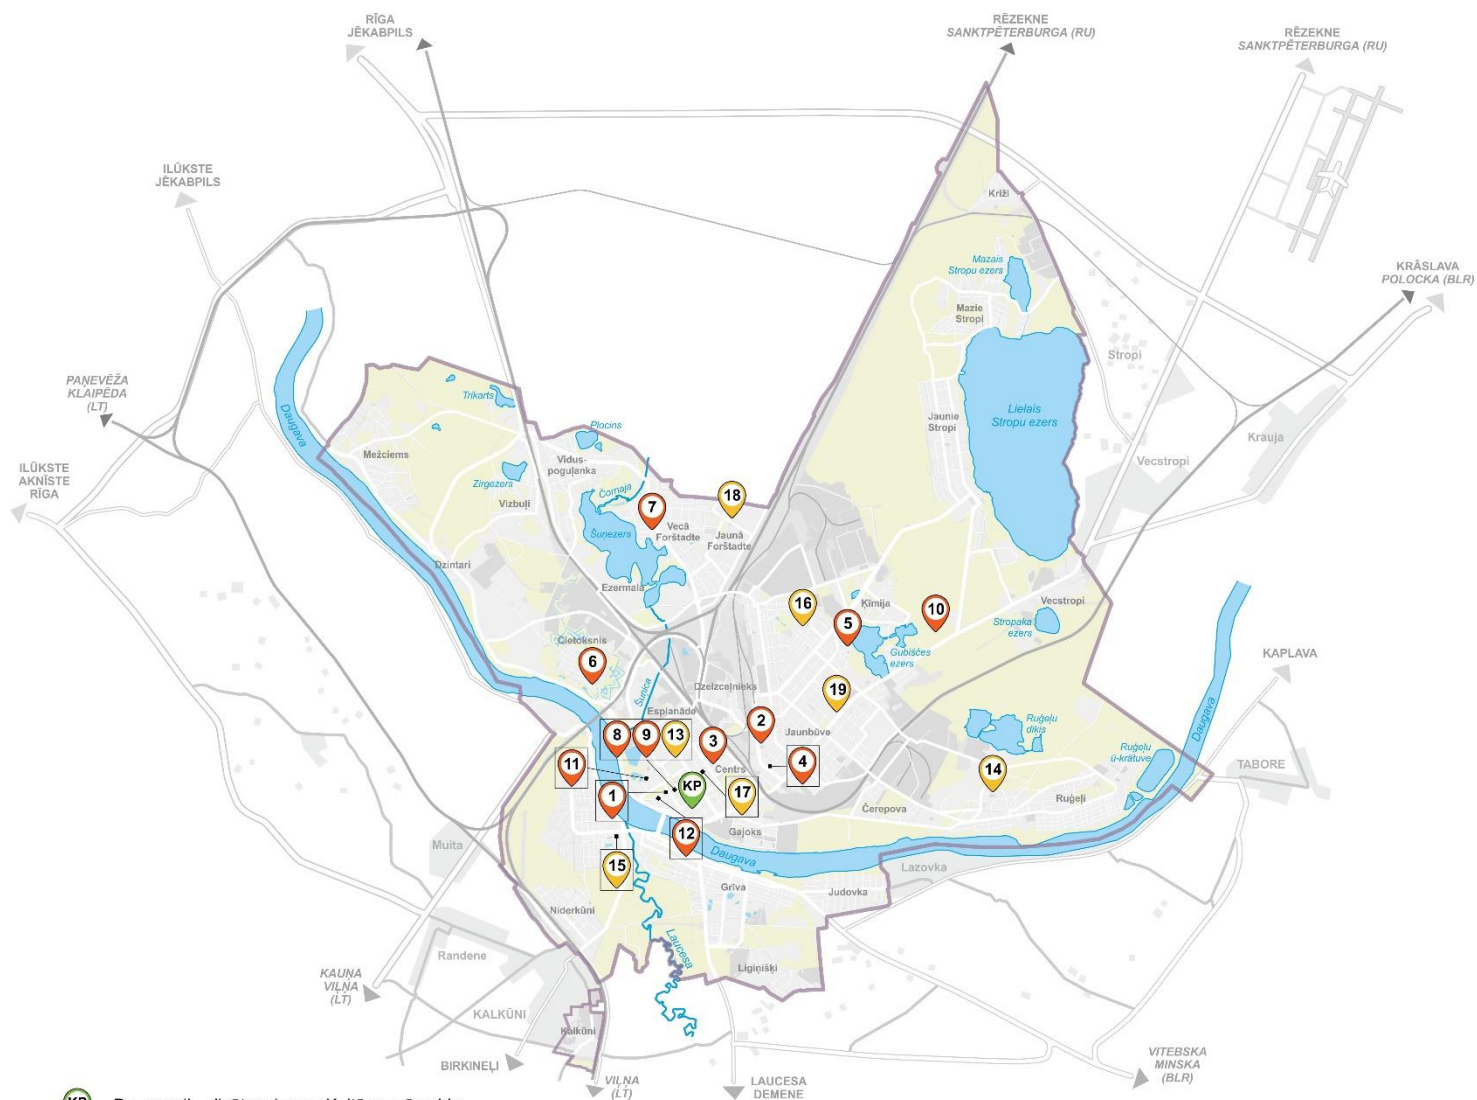 RĪGA
JĒKABPILS
RĒZEKNE
SANKTPĒTERBURGA (RU)
RĒZEKNE
SANKTPĒTERBURGA (RU)
ILŪKSTE
JĒKABPILS
Križi
KRĀSLAVA
POLOCKA (BLR)
Mazais
Stropu ezers
Mazie
Stropi
Stropi
PAŅEVĒŽA
KLAIPĒDA
(LT)
Daugava
Trikarts
Plocins
Jaunie
Stropi
Lielais
Stropu ezers
Krauja
Mežciems
Vidus-
poguļanka
Vecstropi
ILŪKSTE
AKNĪSTE
RĪGA
Zirgezers
Vizbuļi
Čornaja
7
18
Vecā
Forštadte
Jaunā
Forštadte
Šuņezers
Dzintari
Ezermala
16
Ķīmija
10
Vecstropi
5
Stropaka
ezers
Cietoksnis
6
Gubiščes
ezers
KAPLAVA
Dzelzceļnieks
19
Šuņica
Esplanāde
2
Jaunbūve
Ruģeļu
dīķis
Daugava
8
9
13
3
4
Centrs
Ruģeļu
ū-krātuve
TABORE
11
14
1
KP
17
Čerepova
Ruģeļi
12
Gajoks
Muita
Daugava
15
Lazovka
Grīva
Judovka
Niderkūni
Laucesa
Randene
Liginišķi
KAUŅA
VIĻŅA
(LT)
KALKŪNI
Kalkūni
BIRKINEĻI
VIĻŅA
(LT)
LAUCESA
DEMENE
VITEBSKA
MINSKA
(BLR)
KP